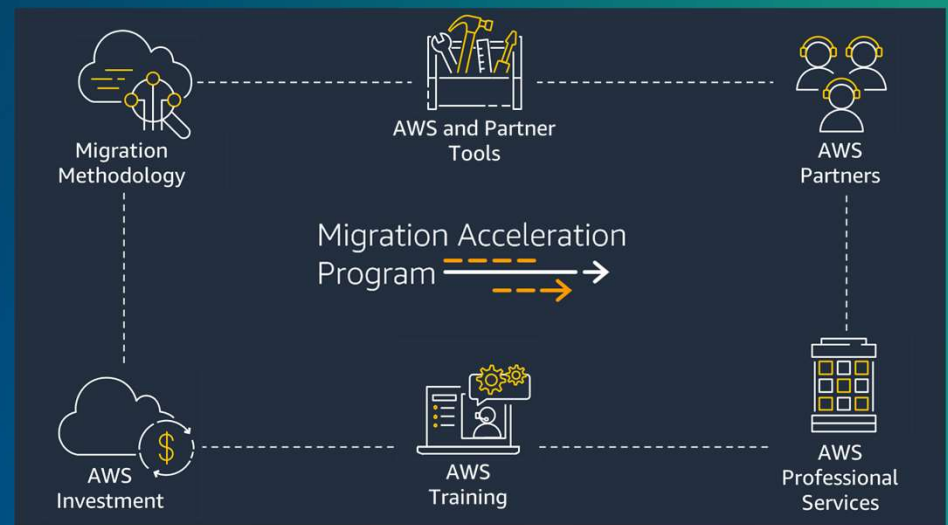 Migration
Methodology
AWS and Partner
Tools
AWS
Partners
Migration Acceleration
Program
$
AWS
Investment
AWS
Training
AWS
Professional
Services